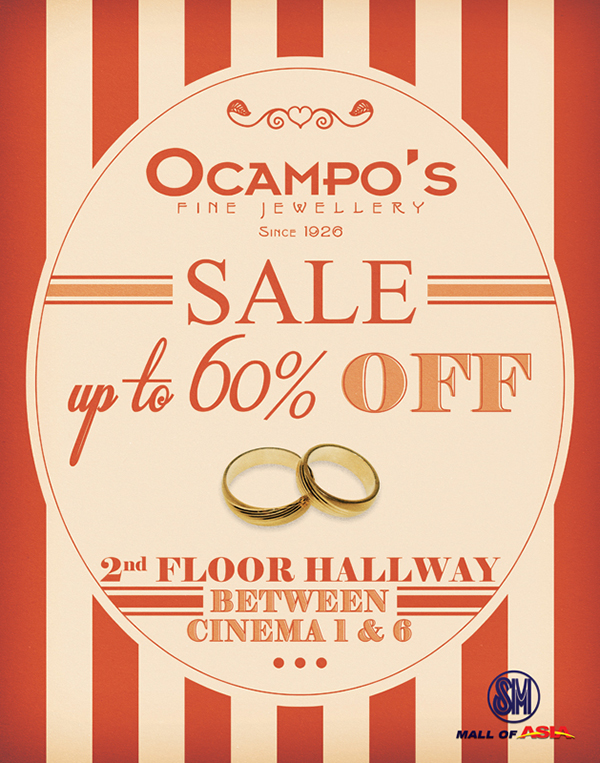 OCAMPO'S
FINE JEWELLERY
SINCE 1926
SALE
up to 60% OFF
2nd FLOOR HALLWAY
BETWEEN
CINEMA 1 & 6
SM
MALL OF ASIA